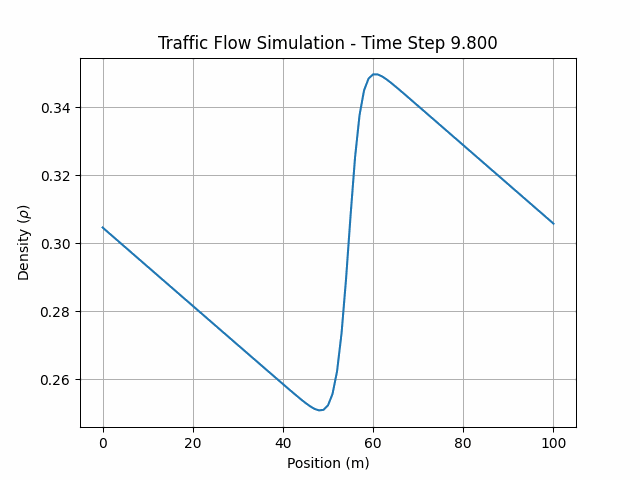 Traffic Flow Simulation - Time Step 9.800
Density (ρ)
0.34
0.32
0.30
0.28
0.26
0 20 40 60 80 100
Position (m)